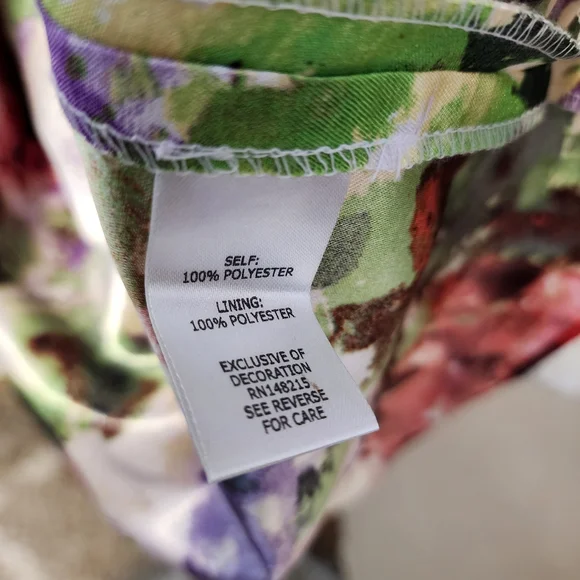 SELF:
100% POLYESTER
LINING:
100% POLYESTER
EXCLUSIVE OF
DECORATION
RN148215
SEE REVERSE
FOR CARE